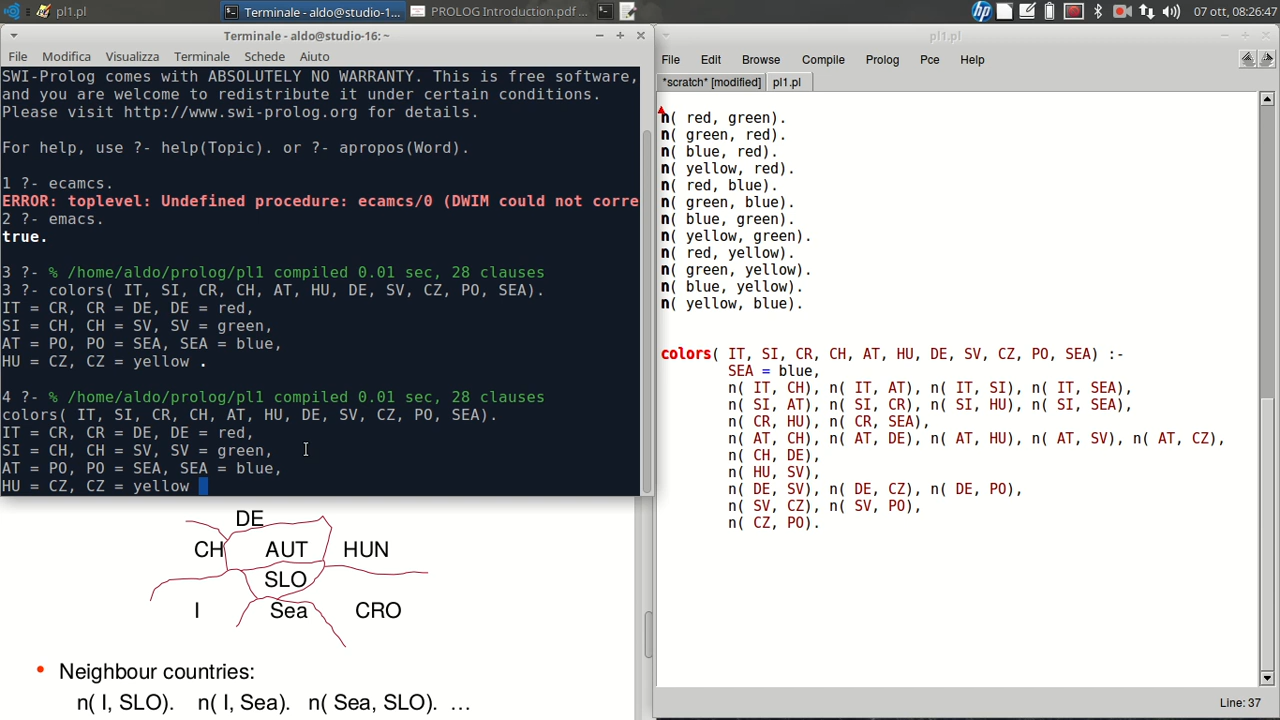 pl1.pl
Terminale - aldo@studio-1...
PROLOG Introduction.pdf ...
07 ott, 08:26:47
Terminale - aldo@studio-16: ~
File Modifica Visualizza Terminale Schede Aiuto
SWI-Prolog comes with ABSOLUTELY NO WARRANTY. This is free software,
and you are welcome to redistribute it under certain conditions.
Please visit http://www.swi-prolog.org for details.
For help, use ?- help(Topic). or ?- apropos(Word).
1 ?- ecamcs.
ERROR: toplevel: Undefined procedure: ecamcs/0 (DWIM could not corre
2 ?- emacs.
true.
3 ?- % /home/aldo/prolog/pl1 compiled 0.01 sec, 28 clauses
3 ?- colors( IT, SI, CR, CH, AT, HU, DE, SV, CZ, PO, SEA).
IT = CR, CR = DE, DE = red,
SI = CH, CH = SV, SV = green,
AT = PO, PO = SEA, SEA = blue,
HU = CZ, CZ = yellow .
4 ?- % /home/aldo/prolog/pl1 compiled 0.01 sec, 28 clauses
colors( IT, SI, CR, CH, AT, HU, DE, SV, CZ, PO, SEA).
IT = CR, CR = DE, DE = red,
SI = CH, CH = SV, SV = green,
AT = PO, PO = SEA, SEA = blue,
HU = CZ, CZ = yellow
DE
CH AUT HUN
SLO
I Sea CRO
• Neighbour countries:
n( I, SLO). n( I, Sea). n( Sea, SLO). ...
pl1.pl
File Edit Browse Compile Prolog Pce Help
*scratch* [modified] pl1.pl
n( red, green).
n( green, red).
n( blue, red).
n( yellow, red).
n( red, blue).
n( green, blue).
n( blue, green).
n( yellow, green).
n( red, yellow).
n( green, yellow).
n( blue, yellow).
n( yellow, blue).
colors( IT, SI, CR, CH, AT, HU, DE, SV, CZ, PO, SEA) :-
SEA = blue,
n( IT, CH), n( IT, AT), n( IT, SI), n( IT, SEA),
n( SI, AT), n( SI, CR), n( SI, HU), n( SI, SEA),
n( CR, HU), n( CR, SEA),
n( AT, CH), n( AT, DE), n( AT, HU), n( AT, SV), n( AT, CZ),
n( CH, DE),
n( HU, SV),
n( DE, SV), n( DE, CZ), n( DE, PO),
n( SV, CZ), n( SV, PO),
n( CZ, PO).
Line: 37